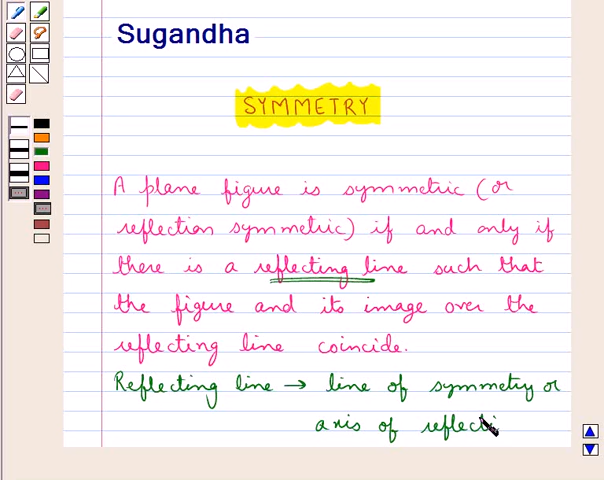 Sugandha
SYMMETRY
A plane figure is symmetric (or
reflection symmetric) if and only if
there is a reflecting line such that
the figure and its image over the
reflecting line coincide.
Reflecting line → line of symmetry or
axis of reflecti